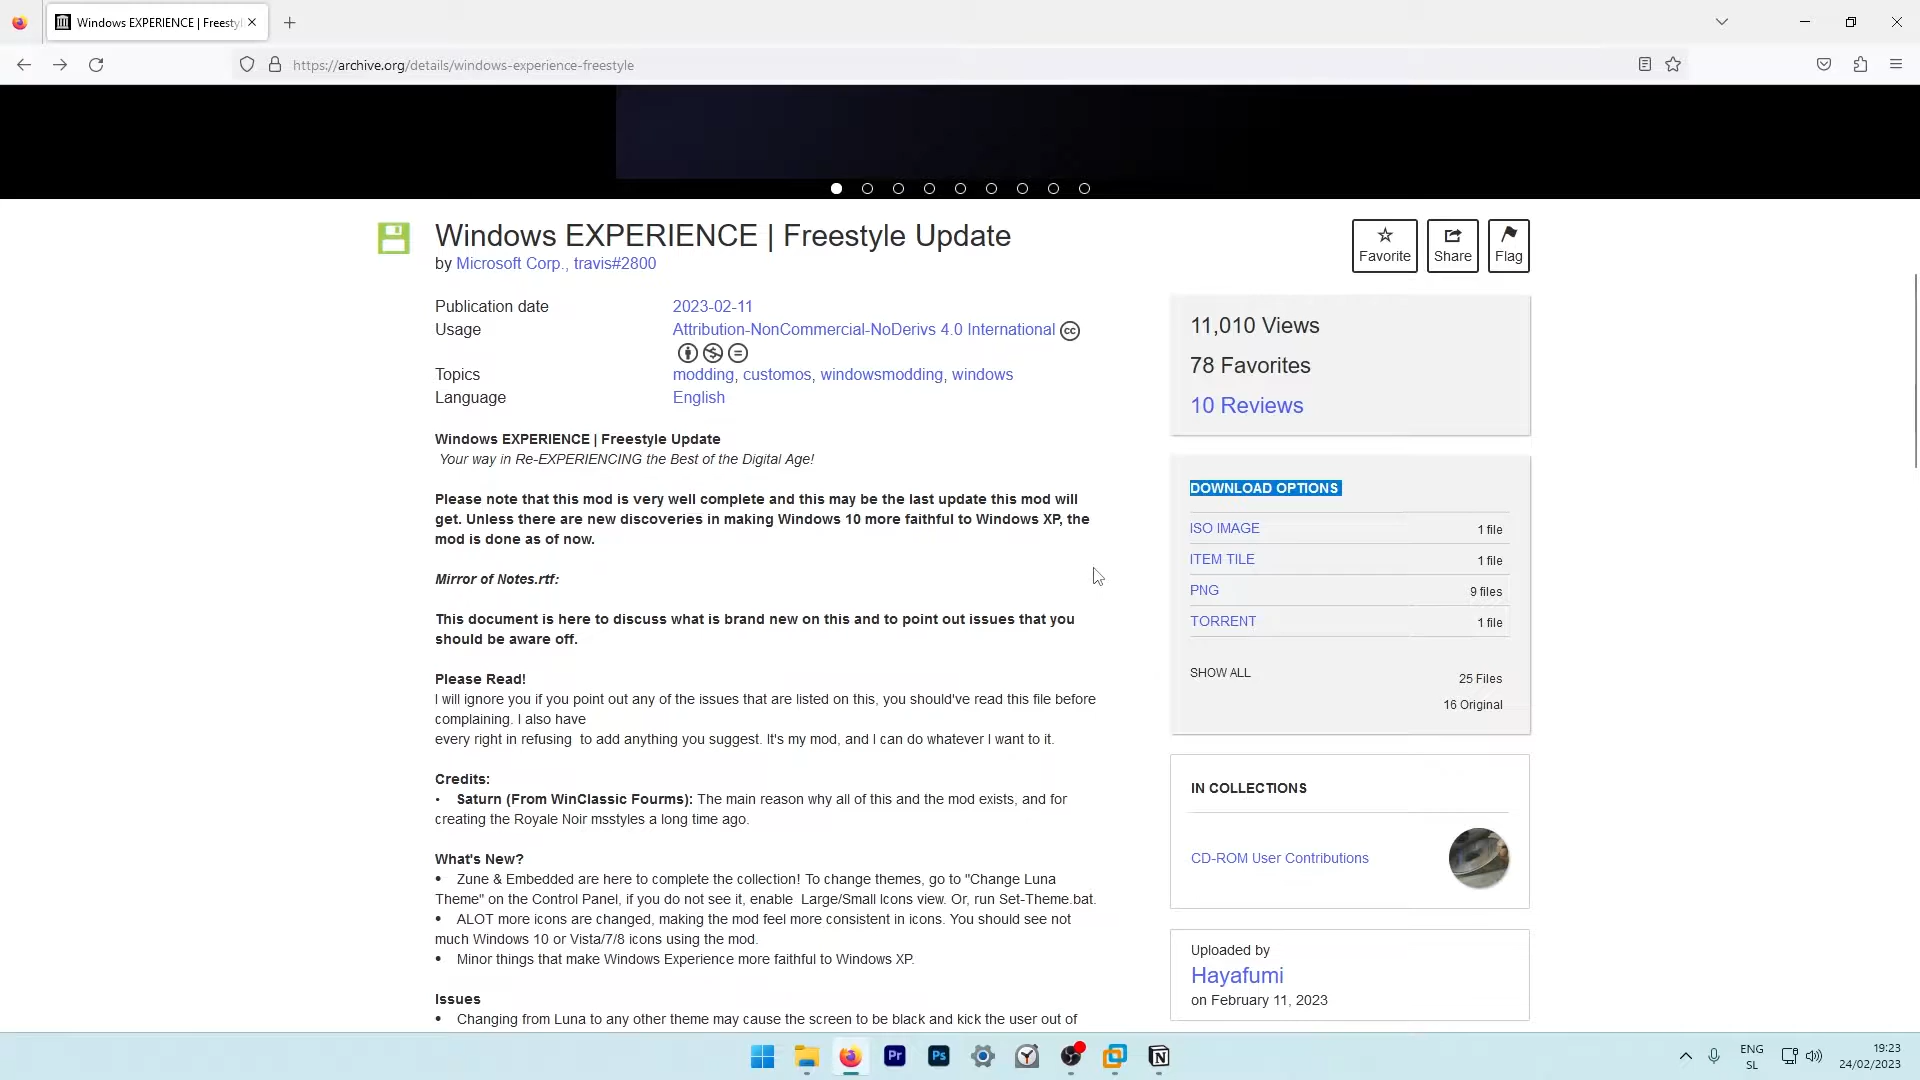 Windows EXPERIENCE | Freesty
https://archive.org/details/windows-experience-freestyle
Windows EXPERIENCE | Freestyle Update
by Microsoft Corp., travis#2800
Favorite
Share
Flag
Publication date 2023-02-11
Usage Attribution-NonCommercial-NoDerivs 4.0 International
Topics modding, customos, windowsmodding, windows
Language English
11,010 Views
78 Favorites
10 Reviews
Windows EXPERIENCE | Freestyle Update
Your way in Re-EXPERIENCING the Best of the Digital Age!
Please note that this mod is very well complete and this may be the last update this mod will
get. Unless there are new discoveries in making Windows 10 more faithful to Windows XP, the
mod is done as of now.
Mirror of Notes.rtf:
This document is here to discuss what is brand new on this and to point out issues that you
should be aware off.
Please Read!
I will ignore you if you point out any of the issues that are listed on this, you should've read this file before
complaining. I also have
every right in refusing to add anything you suggest. It's my mod, and I can do whatever I want to it.
Credits:
• Saturn (From WinClassic Fourms): The main reason why all of this and the mod exists, and for
creating the Royale Noir msstyles a long time ago.
What's New?
• Zune & Embedded are here to complete the collection! To change themes, go to "Change Luna
Theme" on the Control Panel, if you do not see it, enable Large/Small Icons view. Or, run Set-Theme.bat.
• ALOT more icons are changed, making the mod feel more consistent in icons. You should see not
much Windows 10 or Vista/7/8 icons using the mod.
• Minor things that make Windows Experience more faithful to Windows XP.
Issues
• Changing from Luna to any other theme may cause the screen to be black and kick the user out of
DOWNLOAD OPTIONS
ISO IMAGE 1 file
ITEM TILE 1 file
PNG 9 files
TORRENT 1 file
SHOW ALL 25 Files
16 Original
IN COLLECTIONS
CD-ROM User Contributions
Uploaded by
Hayafumi
on February 11, 2023
Pr
Ps
ENG
SL
19:23
24/02/2023